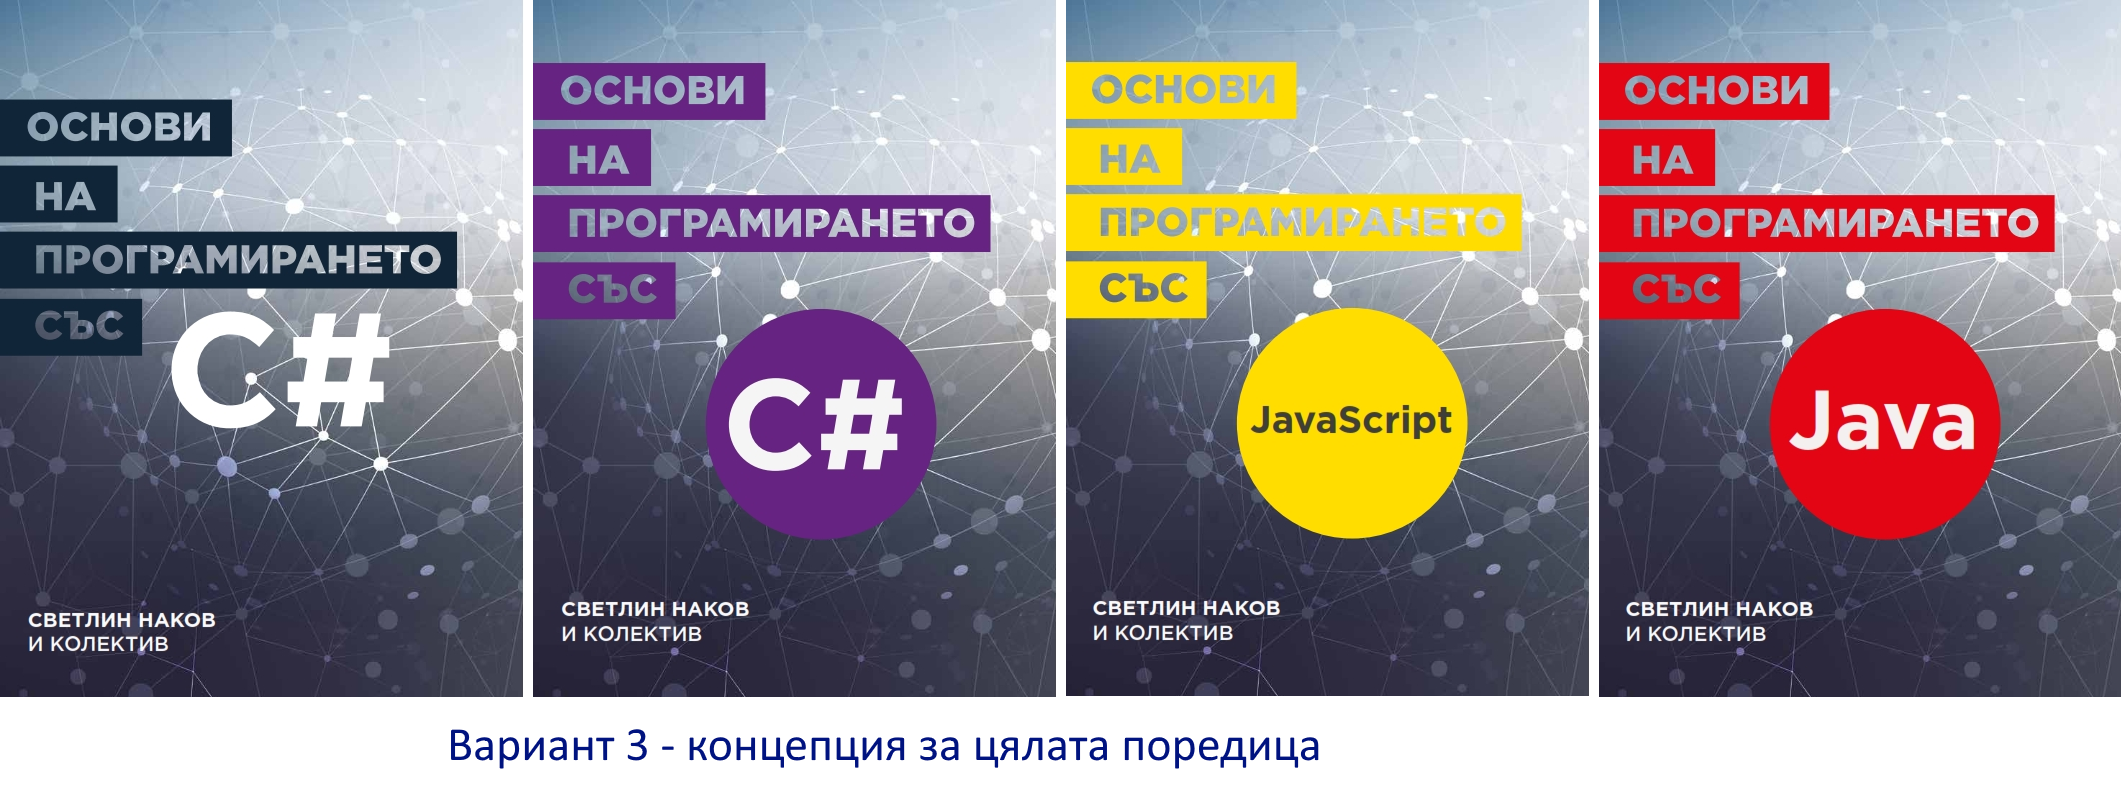 ОСНОВИ
НА
ПРОГРАМИРАНЕТО
СЪС
C#
СВЕТЛИН НАКОВ
И КОЛЕКТИВ
ОСНОВИ
НА
ПРОГРАМИРАНЕТО
СЪС
C#
СВЕТЛИН НАКОВ
И КОЛЕКТИВ
ОСНОВИ
НА
ПРОГРАМИРАНЕТО
СЪС
JavaScript
СВЕТЛИН НАКОВ
И КОЛЕКТИВ
ОСНОВИ
НА
ПРОГРАМИРАНЕТО
СЪС
Java
СВЕТЛИН НАКОВ
И КОЛЕКТИВ
Вариант 3 - концепция за цялата поредица